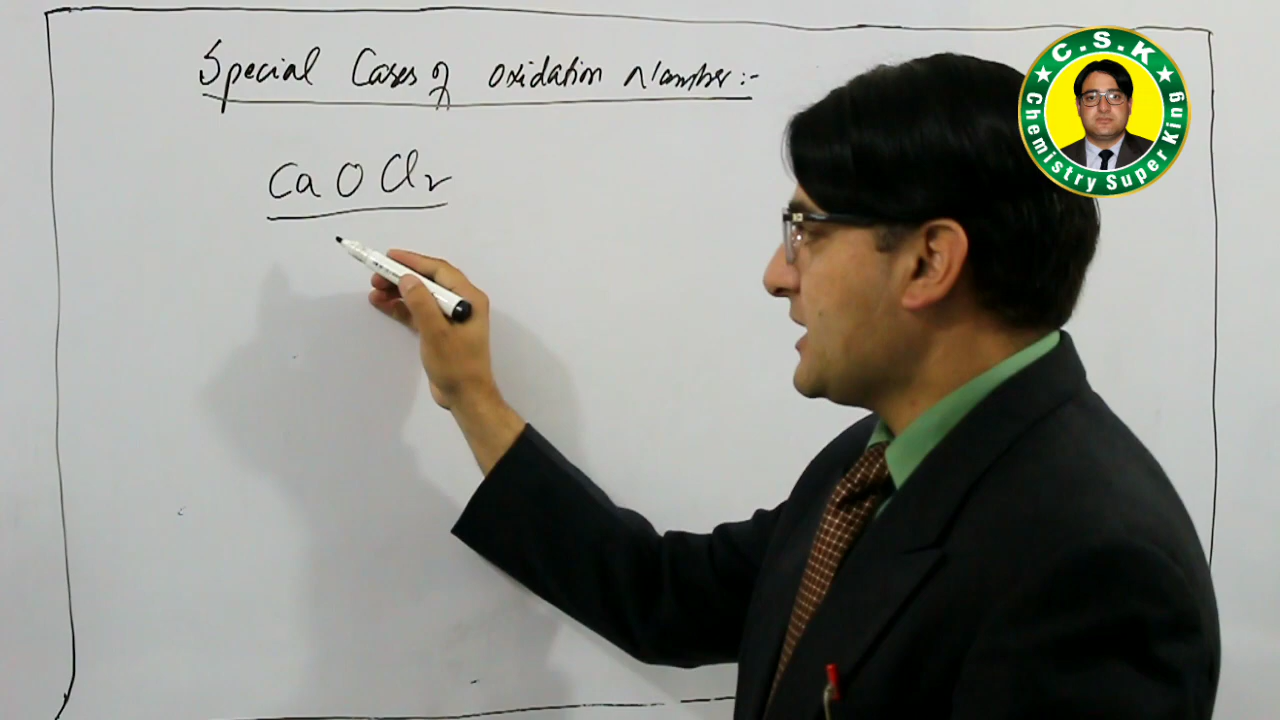 Special Cases of oxidation Number:-
CaOCl₂
C.S.K
Chemistry Super King